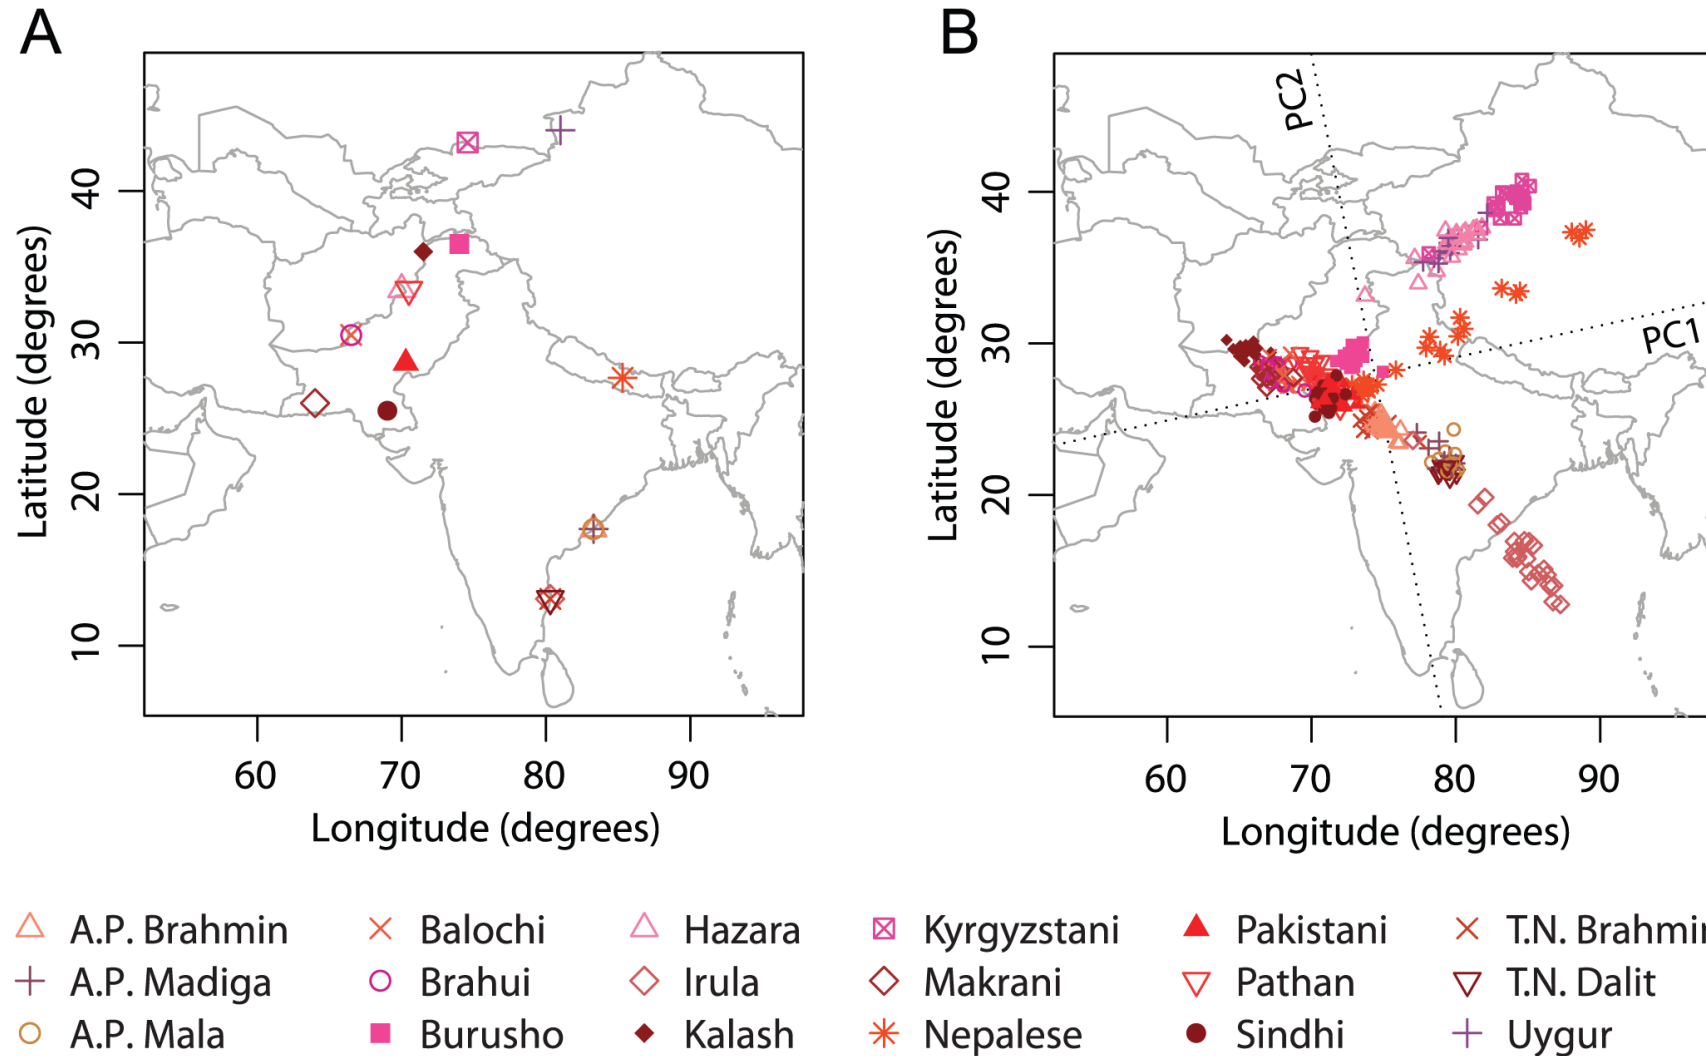 A
B
40
30
20
10
Latitude (degrees)
60 70 80 90
Longitude (degrees)
PC2
PC1
40
30
20
10
Latitude (degrees)
60 70 80 90
Longitude (degrees)
A.P. Brahmin Balochi Hazara Kyrgyzstani Pakistani T.N. Brahmin
A.P. Madiga Brahui Irula Makrani Pathan T.N. Dalit
A.P. Mala Burusho Kalash Nepalese Sindhi Uygur